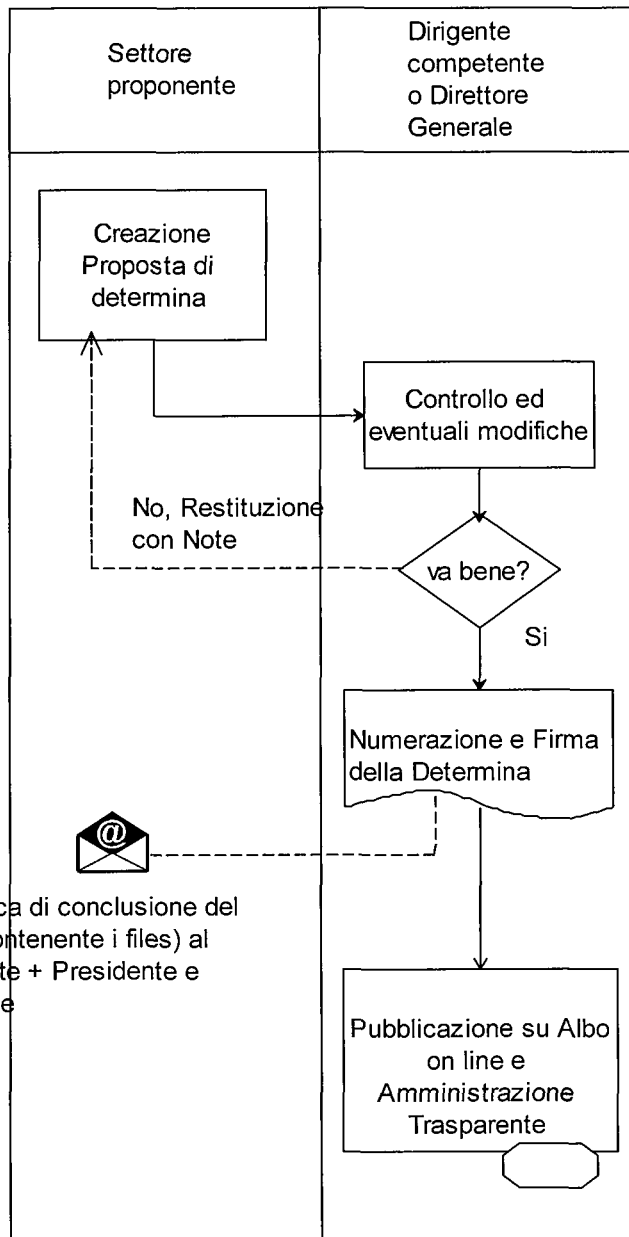 Settore
proponente
Dirigente
competente
o Direttore
Generale
Creazione
Proposta di
determina
Controllo ed
eventuali modifiche
No, Restituzione
con Note
va bene?
Si
Numerazione e Firma
della Determina
@
di conclusione del
i files) al
+ Presidente e
Pubblicazione su Albo
on line e
Amministrazione
Trasparente